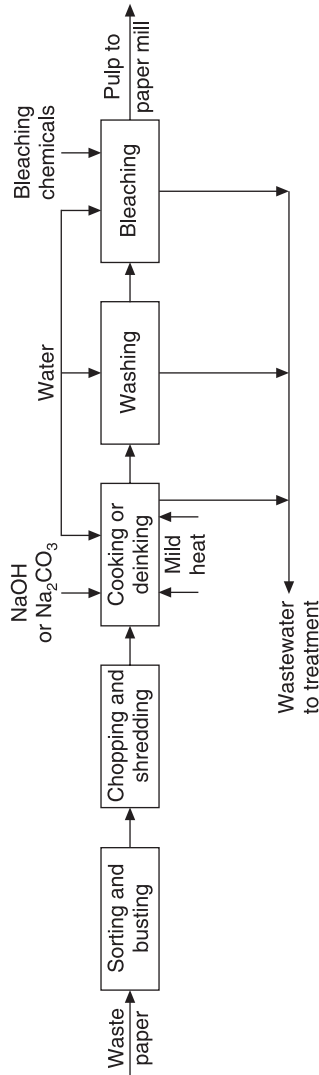 Waste
paper
Sorting and
busting
Chopping and
shredding
NaOH
or Na₂CO₃
Cooking or
deinking
Mild
heat
Water
Washing
Bleaching
chemicals
Bleaching
Pulp to
paper mill
Wastewater
to treatment